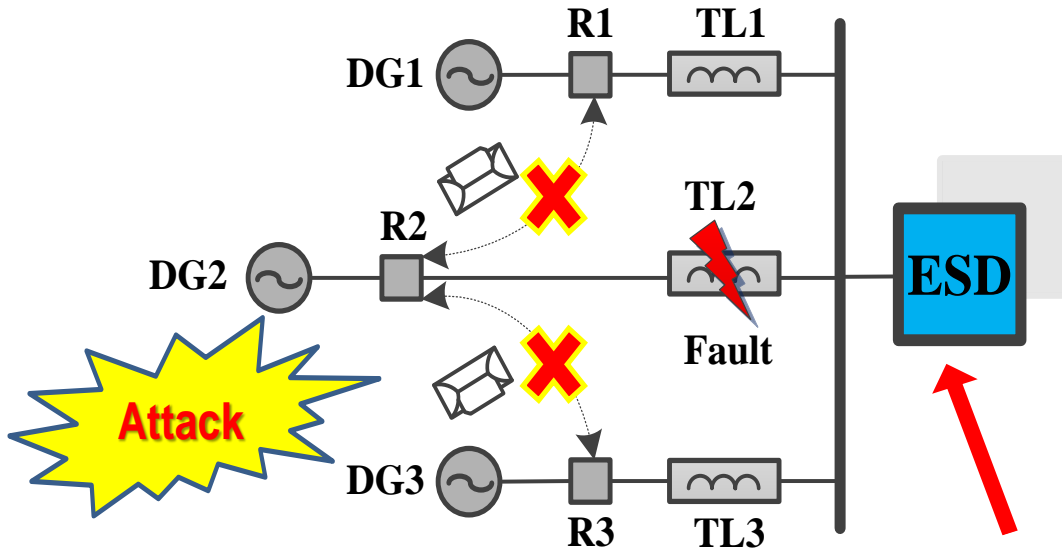 R1
TL1
DG1
TL2
R2
DG2
ESD
Fault
Attack
DG3
R3
TL3